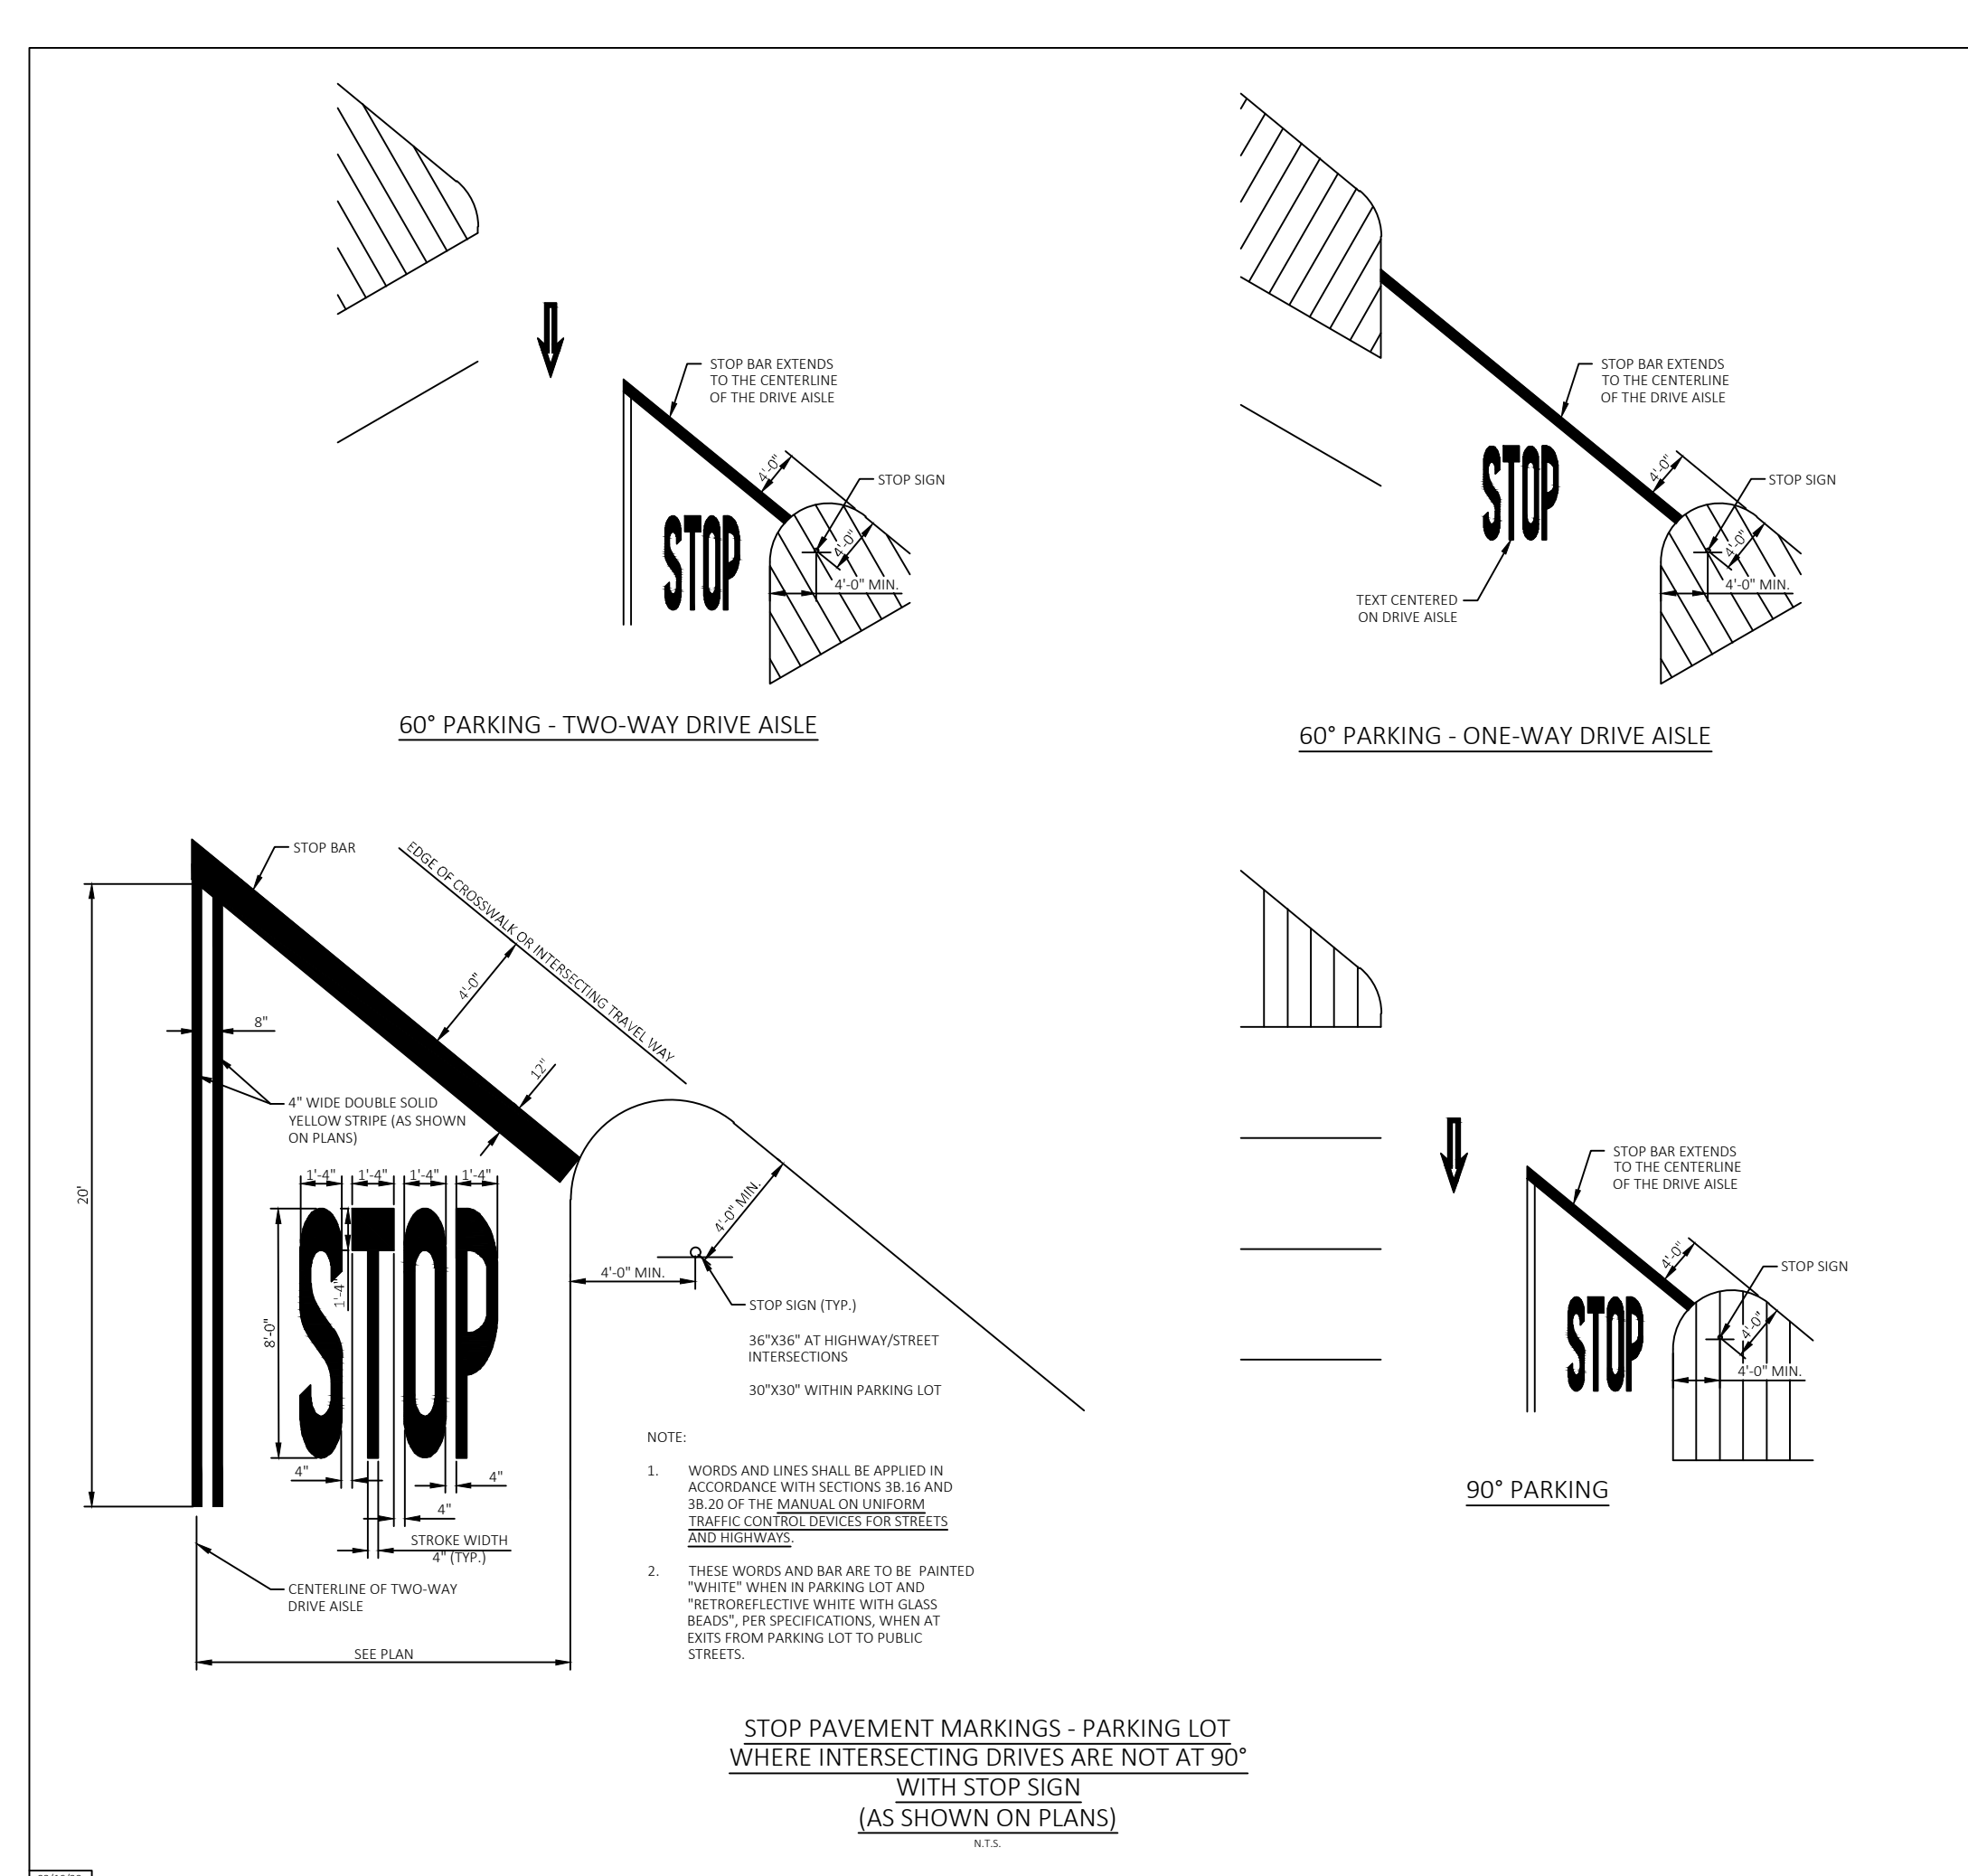 STOP BAR EXTENDS
TO THE CENTERLINE
OF THE DRIVE AISLE
4'-0"
STOP SIGN
STOP
4'-0"
4'-0" MIN.
60° PARKING - TWO-WAY DRIVE AISLE
STOP BAR EXTENDS
TO THE CENTERLINE
OF THE DRIVE AISLE
4'-0"
STOP SIGN
STOP
4'-0"
4'-0" MIN.
TEXT CENTERED
ON DRIVE AISLE
60° PARKING - ONE-WAY DRIVE AISLE
STOP BAR
EDGE OF CROSSWALK OR INTERSECTING TRAVEL WAY
4'-0"
8"
12"
4" WIDE DOUBLE SOLID
YELLOW STRIPE (AS SHOWN
ON PLANS)
20'
1'-4" 1'-4" 1'-4" 1'-4"
1'-4"
8'-0"
STOP
4"
4"
4"
STROKE WIDTH
4" (TYP.)
CENTERLINE OF TWO-WAY
DRIVE AISLE
SEE PLAN
4'-0" MIN.
4'-0" MIN.
STOP SIGN (TYP.)
36"X36" AT HIGHWAY/STREET
INTERSECTIONS
30"X30" WITHIN PARKING LOT
NOTE:
1. WORDS AND LINES SHALL BE APPLIED IN
ACCORDANCE WITH SECTIONS 3B.16 AND
3B.20 OF THE MANUAL ON UNIFORM
TRAFFIC CONTROL DEVICES FOR STREETS
AND HIGHWAYS.
2. THESE WORDS AND BAR ARE TO BE PAINTED
"WHITE" WHEN IN PARKING LOT AND
"RETROREFLECTIVE WHITE WITH GLASS
BEADS", PER SPECIFICATIONS, WHEN AT
EXITS FROM PARKING LOT TO PUBLIC
STREETS.
STOP BAR EXTENDS
TO THE CENTERLINE
OF THE DRIVE AISLE
4'-0"
STOP SIGN
STOP
4'-0"
4'-0" MIN.
90° PARKING
STOP PAVEMENT MARKINGS - PARKING LOT
WHERE INTERSECTING DRIVES ARE NOT AT 90°
WITH STOP SIGN
(AS SHOWN ON PLANS)
N.T.S.